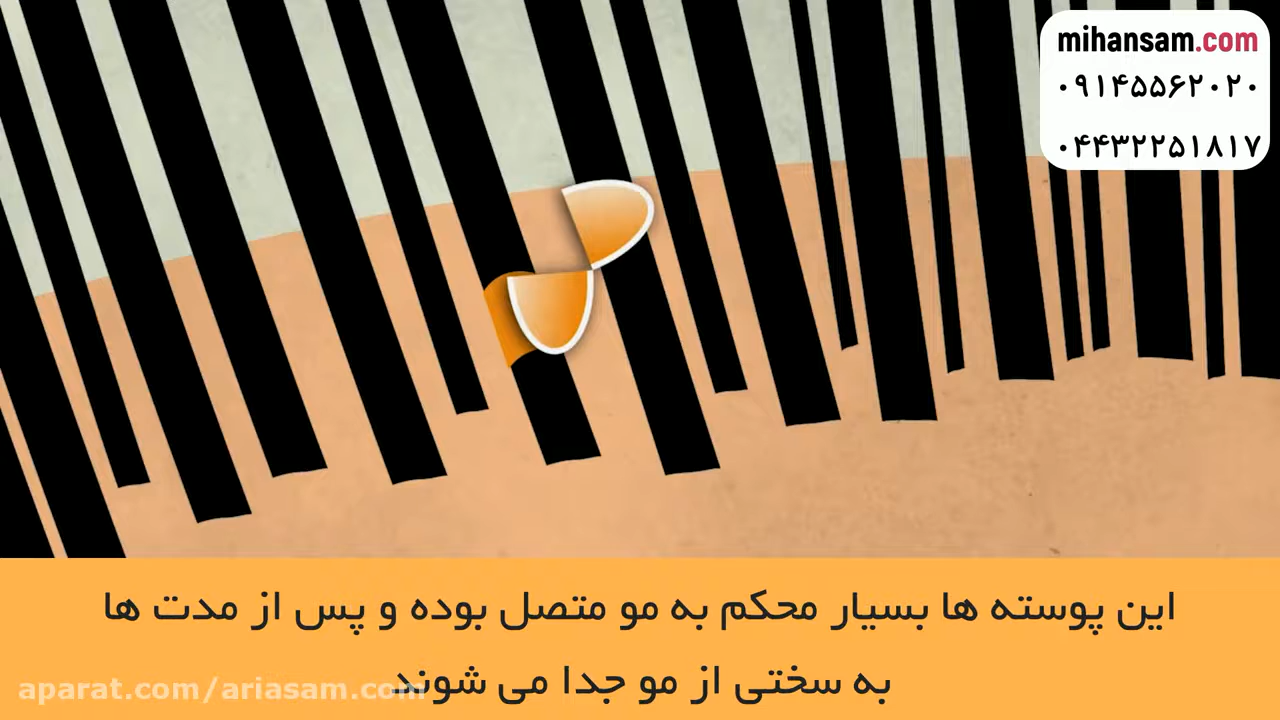 mihansam.com
۰۹۱۴۵۵۶۲۰۲۰
۰۴۴۳۲۲۵۱۸۱۷
این پوسته ها بسیار محکم به مو متصل بوده و پس از مدت ها
به سختی از مو جدا می شوند
aparat.com/ariasam.com